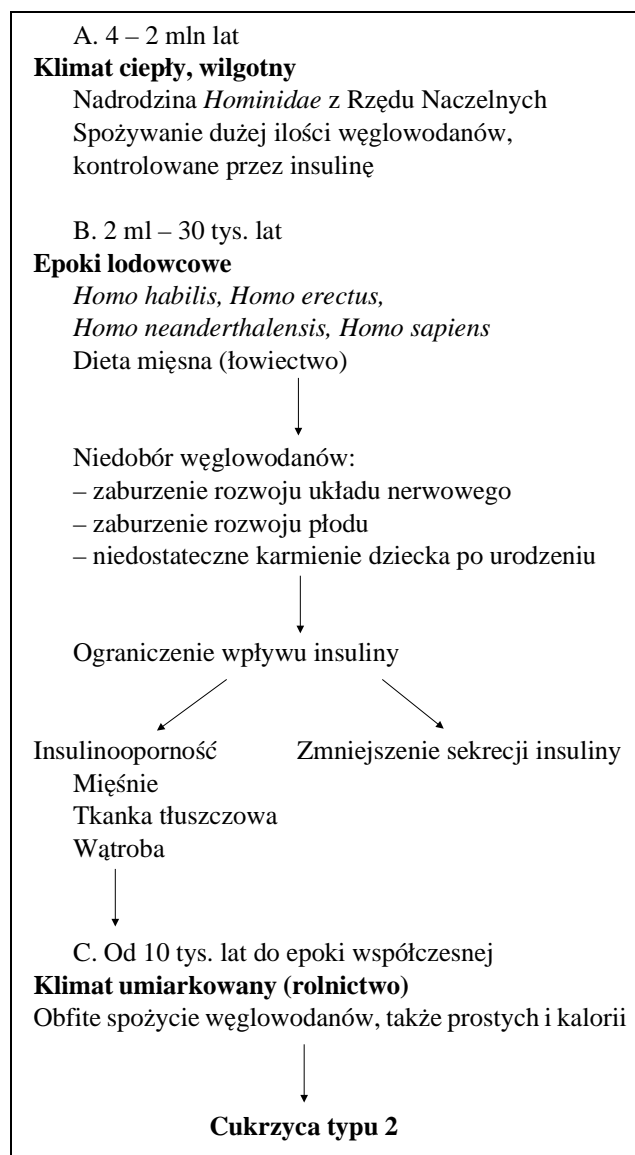 A. 4 – 2 mln lat
Klimat ciepły, wilgotny
Nadrodzina Hominidae z Rzędu Naczelnych
Spożywanie dużej ilości węglowodanów,
kontrolowane przez insulinę
B. 2 ml – 30 tys. lat
Epoki lodowcowe
Homo habilis, Homo erectus,
Homo neanderthalensis, Homo sapiens
Dieta mięsna (łowiectwo)
Niedobór węglowodanów:
– zaburzenie rozwoju układu nerwowego
– zaburzenie rozwoju płodu
– niedostateczne karmienie dziecka po urodzeniu
Ograniczenie wpływu insuliny
Insulinooporność Zmniejszenie sekrecji insuliny
Mięśnie
Tkanka tłuszczowa
Wątroba
C. Od 10 tys. lat do epoki współczesnej
Klimat umiarkowany (rolnictwo)
Obfite spożycie węglowodanów, także prostych i kalorii
Cukrzyca typu 2